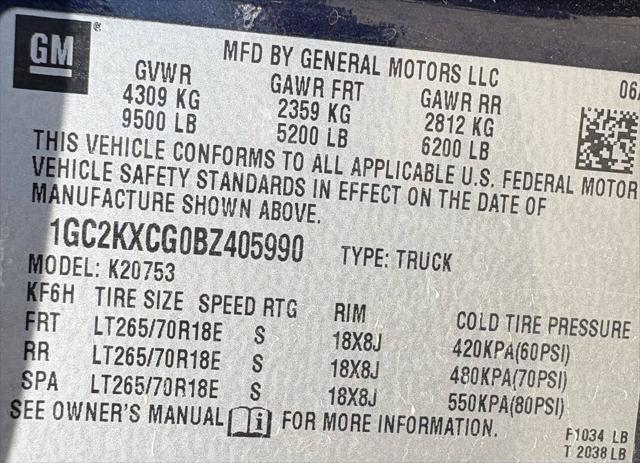 GM®
MFD BY GENERAL MOTORS LLC
06/
GVWR GAWR FRT GAWR RR
4309 KG 2359 KG 2812 KG
9500 LB 5200 LB 6200 LB
THIS VEHICLE CONFORMS TO ALL APPLICABLE U.S. FEDERAL MOTOR
VEHICLE SAFETY STANDARDS IN EFFECT ON THE DATE OF
MANUFACTURE SHOWN ABOVE.
1GC2KXCG0BZ405990 TYPE: TRUCK
MODEL: K20753
KF6H TIRE SIZE SPEED RTG RIM COLD TIRE PRESSURE
FRT LT265/70R18E S 18X8J 420KPA(60PSI)
RR LT265/70R18E S 18X8J 480KPA(70PSI)
SPA LT265/70R18E S 18X8J 550KPA(80PSI)
SEE OWNER'S MANUAL FOR MORE INFORMATION.
F1034 LB
T 2038 LB